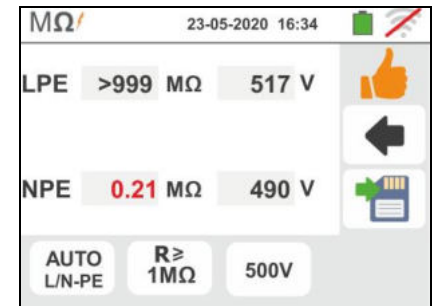 MΩ 23-05-2020 16:34
LPE >999 MΩ 517 V
NPE 0.21 MΩ 490 V
AUTO L/N-PE
R≥ 1MΩ
500V